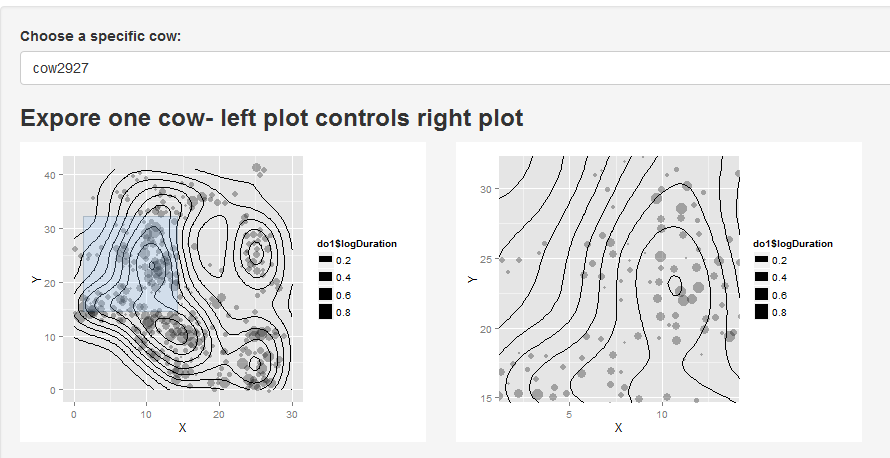 Choose a specific cow:
cow2927
Expore one cow- left plot controls right plot
40
30
20
10
0
Y
0 10 20 30
X
do1$logDuration
0.2
0.4
0.6
0.8
30
25
20
15
Y
5 10
X
do1$logDuration
0.2
0.4
0.6
0.8